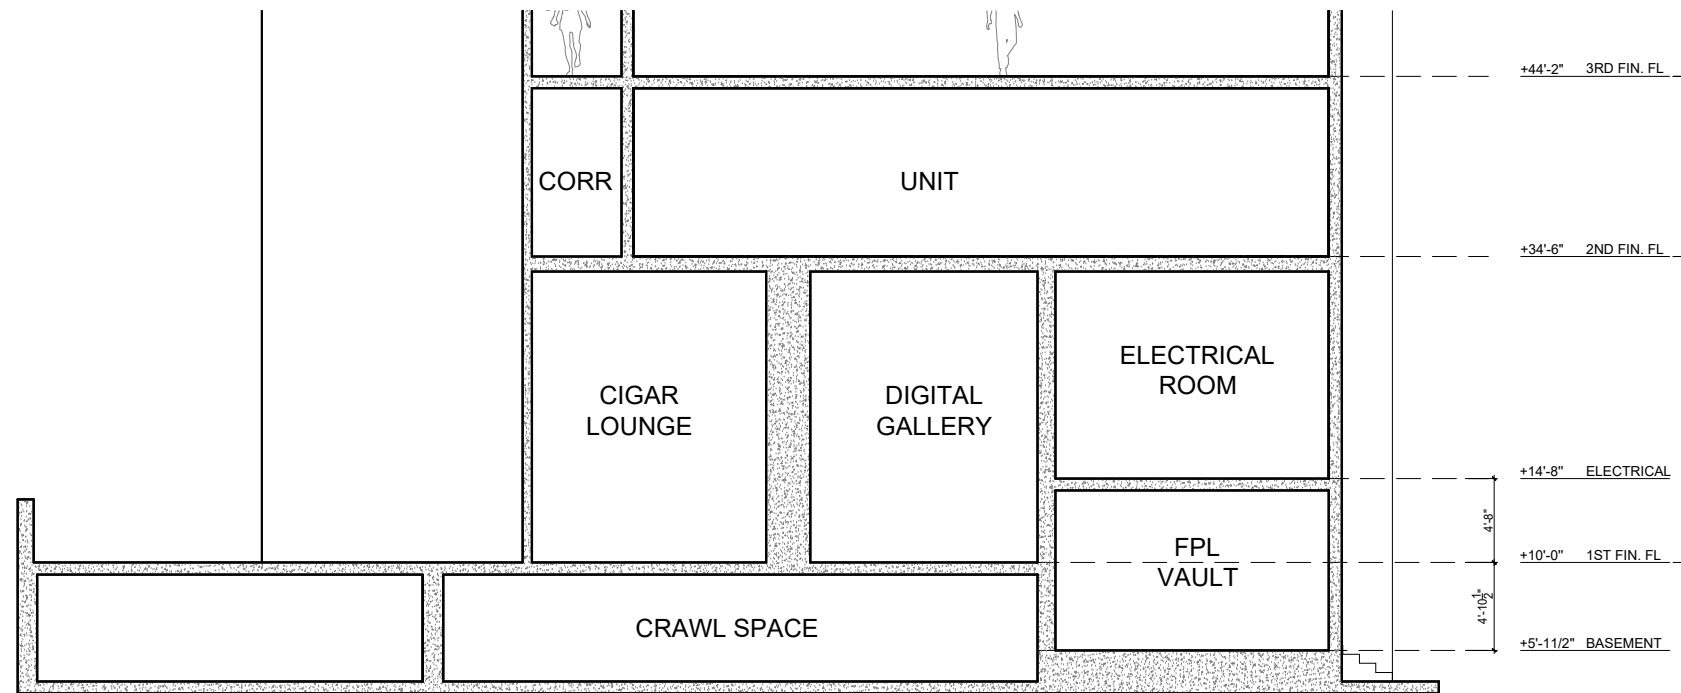 +44'-2" 3RD FIN. FL
CORR
UNIT
+34'-6" 2ND FIN. FL
CIGAR
LOUNGE
DIGITAL
GALLERY
ELECTRICAL
ROOM
+14'-8" ELECTRICAL
4'-8"
FPL
VAULT
+10'-0" 1ST FIN. FL
4'-10 1/2"
CRAWL SPACE
+5'-11/2" BASEMENT